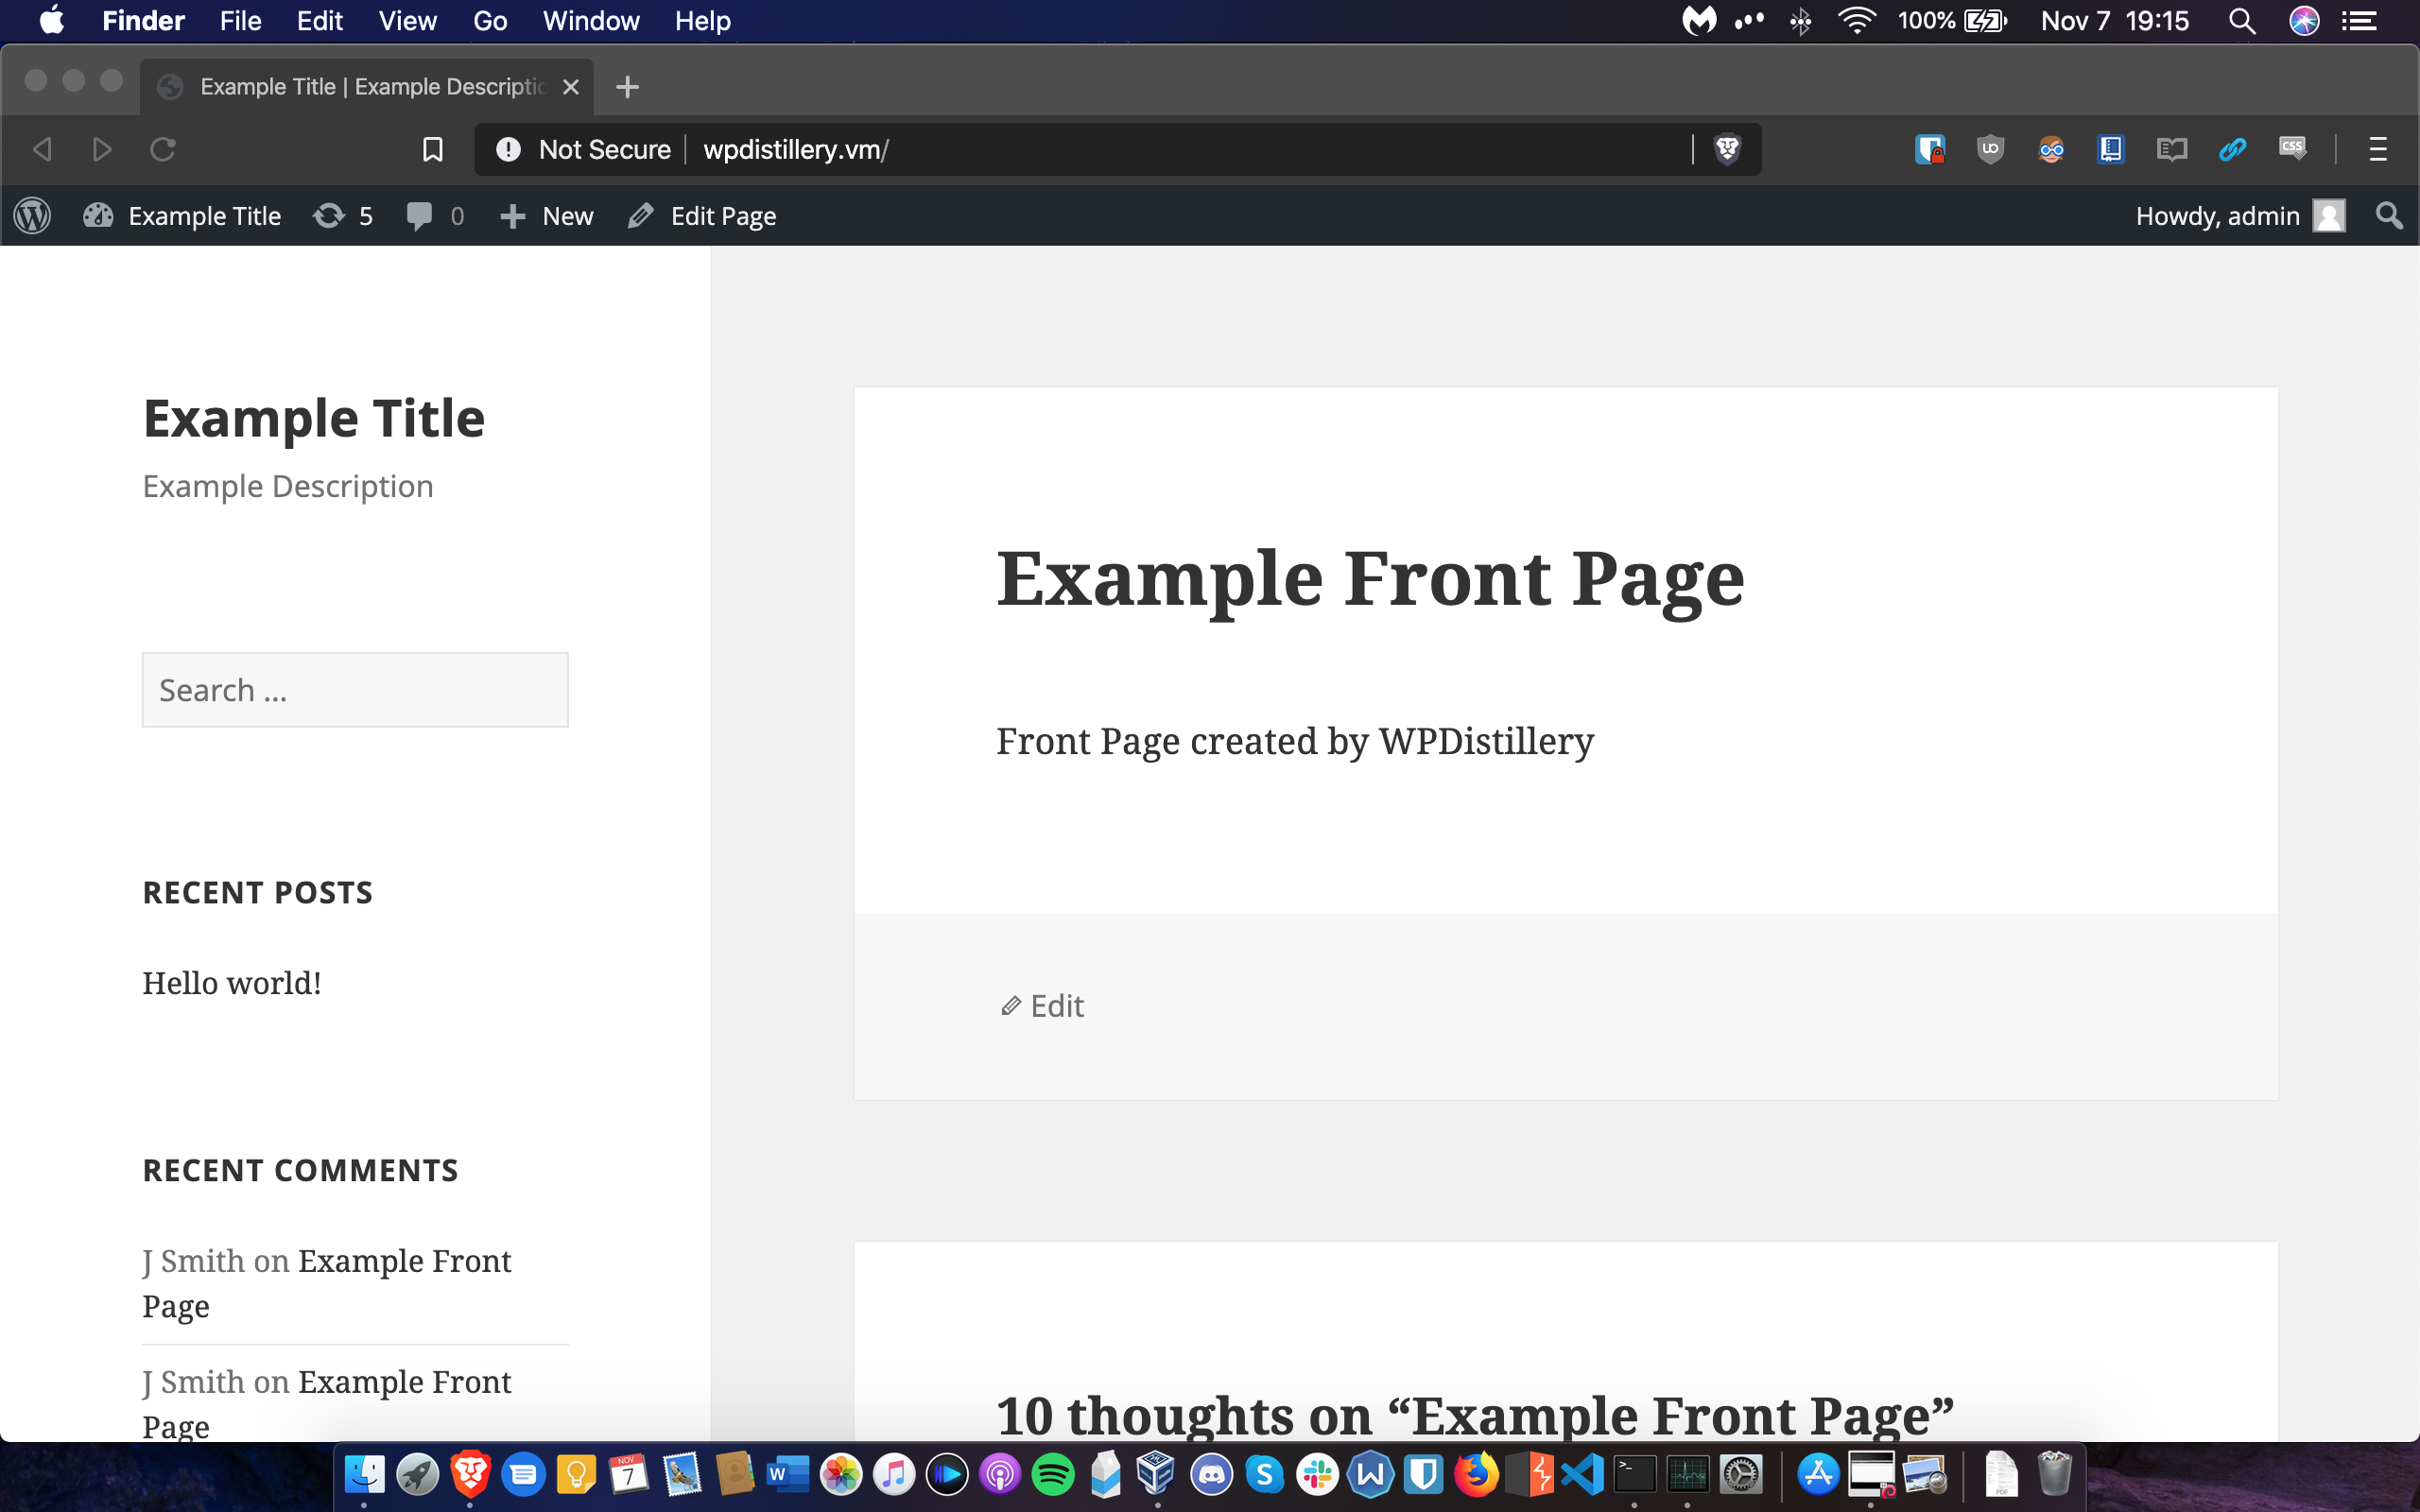 Finder File Edit View Go Window Help 100% Nov 7 19:15
Example Title | Example Descriptio
Not Secure wpdistillery.vm/
Example Title 5 0 New Edit Page Howdy, admin
Example Title
Example Description
Search ...
RECENT POSTS
Hello world!
RECENT COMMENTS
J Smith on Example Front
Page
J Smith on Example Front
Page
Example Front Page
Front Page created by WPDistillery
Edit
10 thoughts on “Example Front Page”
NOV
7